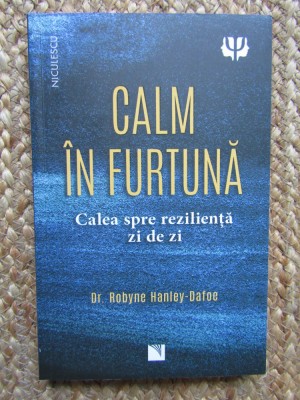 NICULESCU
CALM
ÎN FURTUNĂ
Calea spre reziliență
zi de zi
Dr. Robyne Hanley-Dafoe